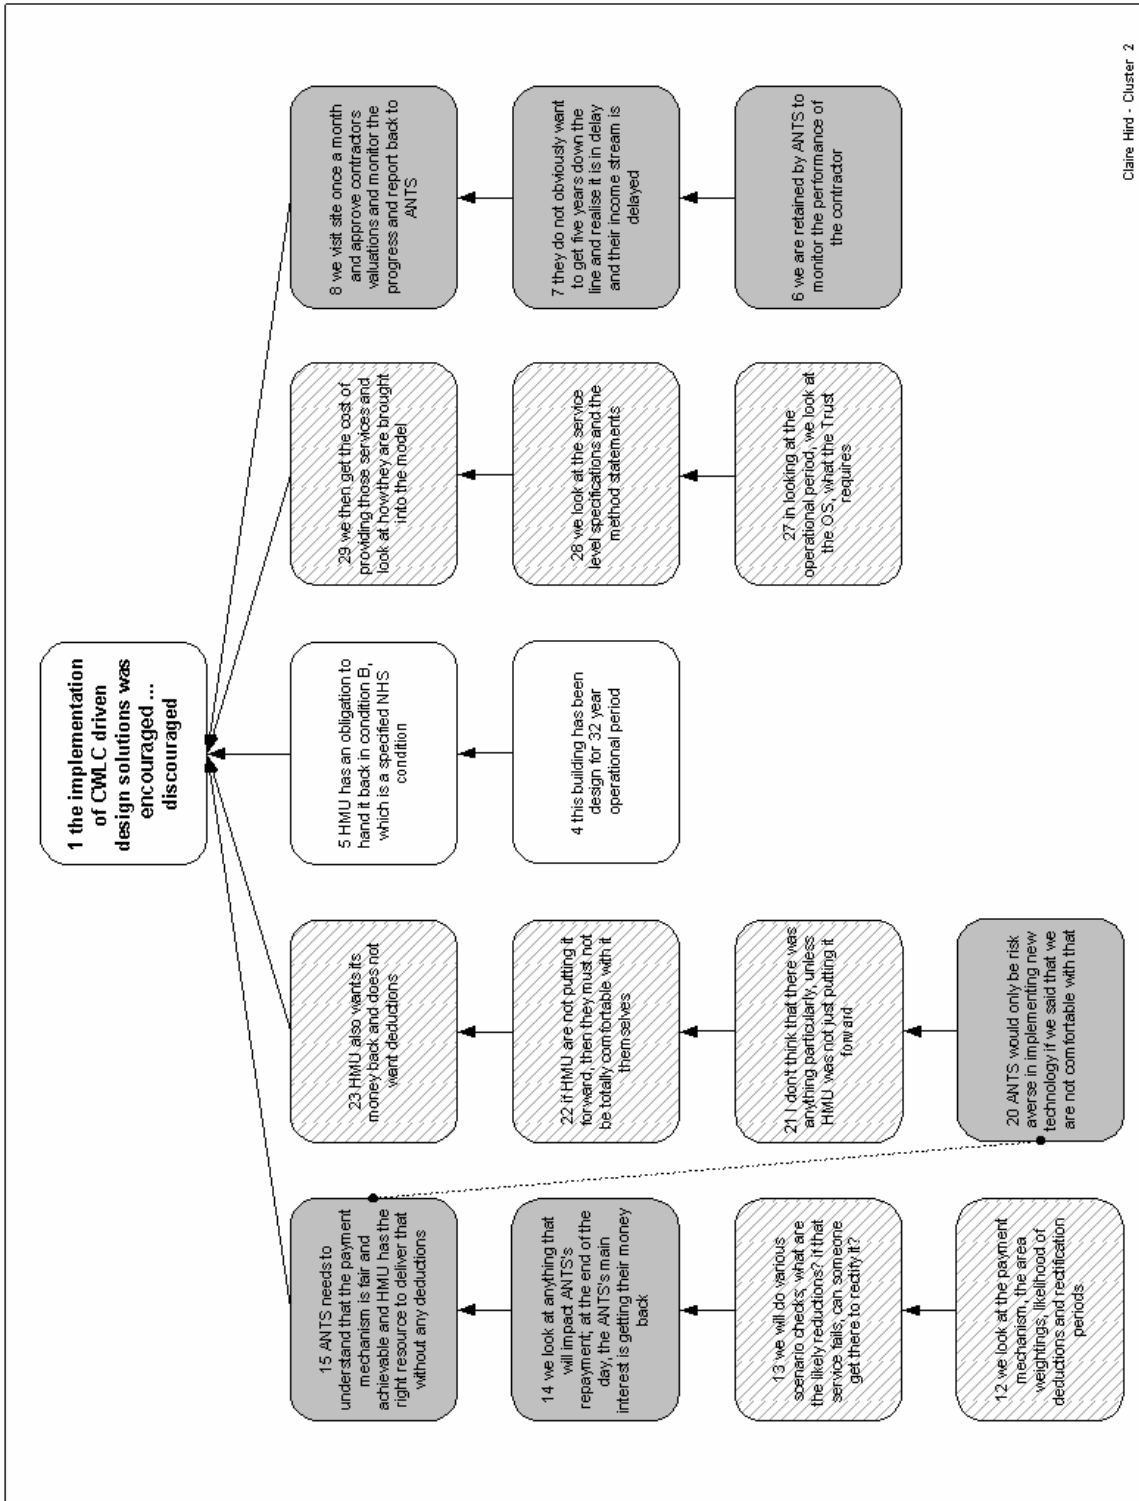 1 the implementation
of CWLC driven
design solutions was
encouraged ...
discouraged
15 ANTS needs to
understand that the payment
mechanism is fair and
achievable and HMU has the
right resource to deliver that
without any deductions
23 HMU also wants its
money back and does not
want deductions
5 HMU has an obligation to
hand it back in condition B,
which is a specified NHS
condition
29 we then get the cost of
providing those services and
look at how they are brought
into the model
8 we visit site once a month
and approve contractors
valuations and monitor the
progress and report back to
ANTS
14 we look at anything that
will impact ANTS's
repayment; at the end of the
day, the ANTS's main
interest is getting their money
back
22 if HMU are not putting it
forward, then they must not
be totally comfortable with it
themselves
4 this building has been
design for 32 year
operational period
28 we look at the service
level specifications and the
method statements
7 they do not obviously want
to get five years down the
line and realise it is in delay
and their income stream is
delayed
13 we will do various
scenario checks; what are
the likely reductions? if that
service fails, can someone
get there to rectify it?
21 I don't think that there was
anything particularly, unless
HMU was not just putting it
forward
27 in looking at the
operational period, we look at
the OS, what the Trust
requires
6 we are retained by ANTS to
monitor the performance of
the contractor
12 we look at the payment
mechanism, the area
weightings, likelihood of
deductions and rectification
periods
20 ANTS would only be risk
averse in implementing new
technology if we said that we
are not comfortable with that
Claire Hird - Cluster 2